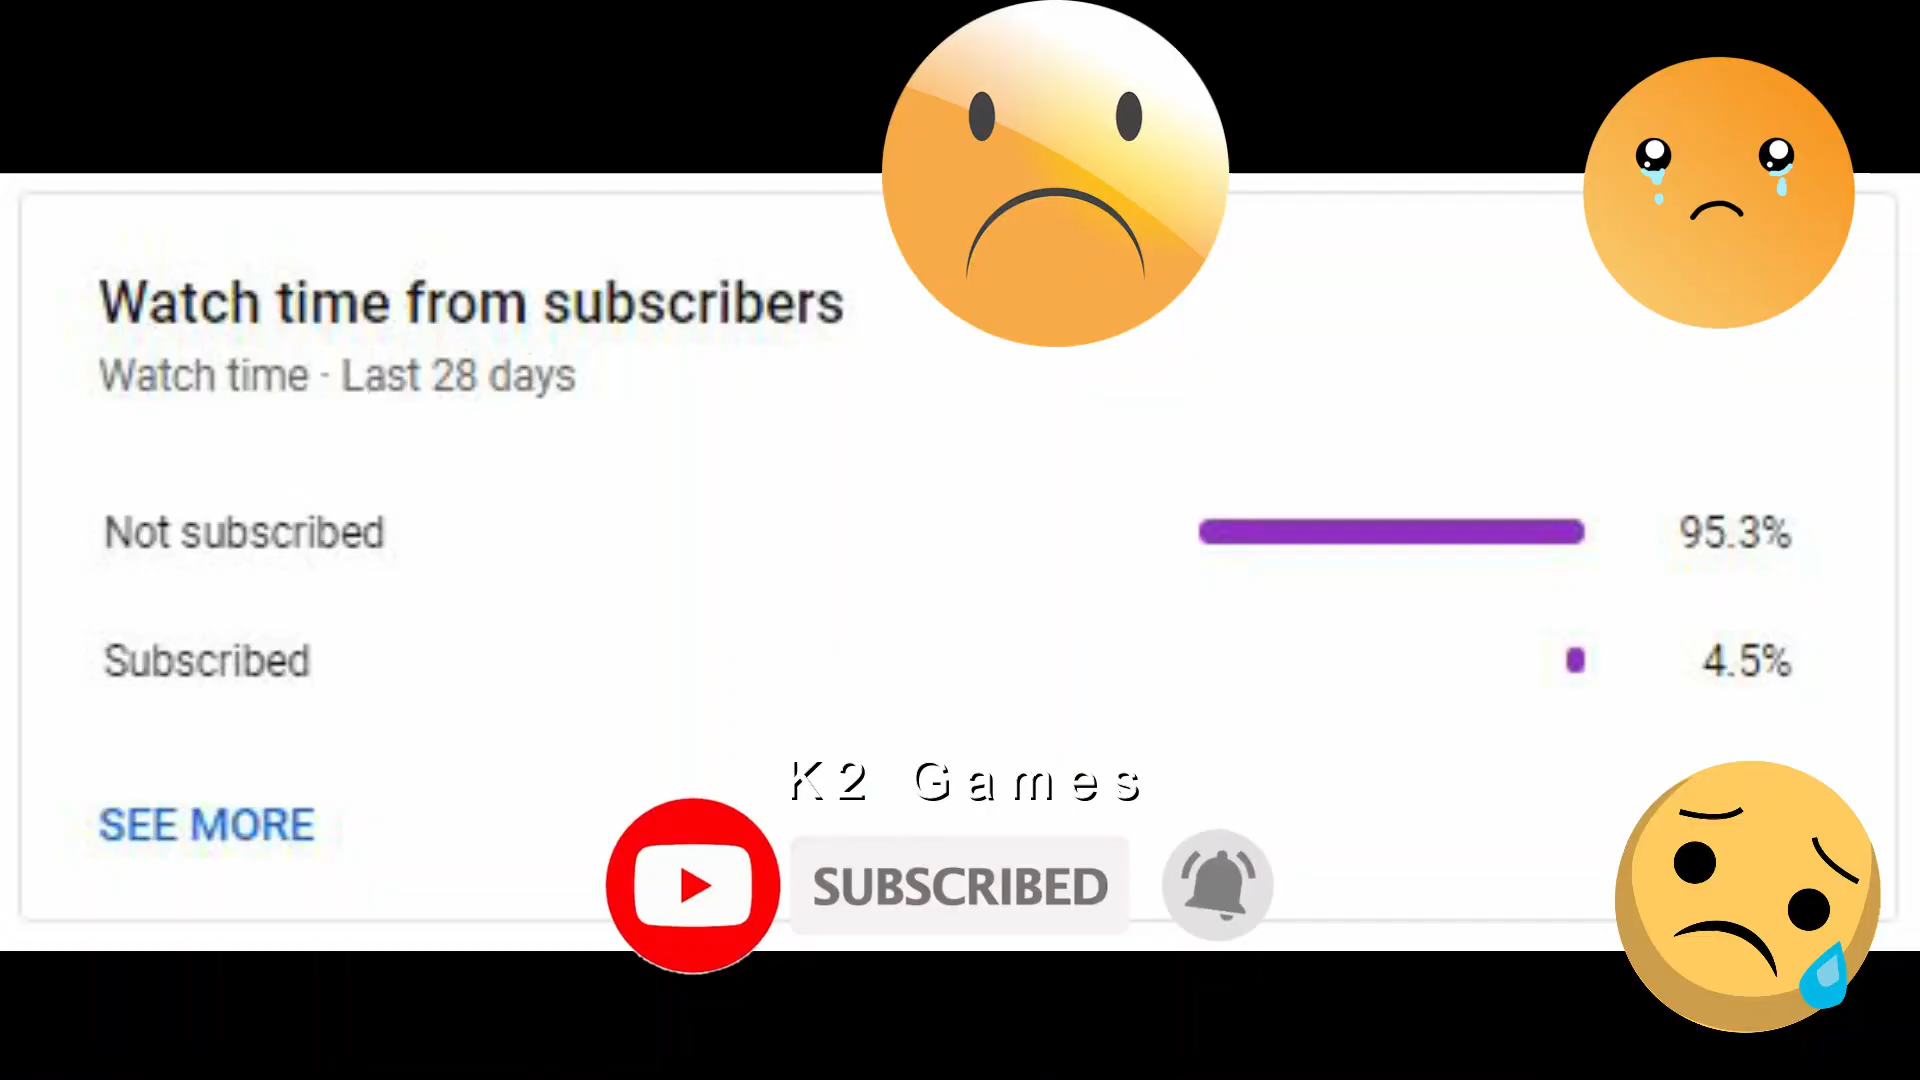 Watch time from subscribers
Watch time · Last 28 days
Not subscribed 95.3%
Subscribed 4.5%
K2 Games
SEE MORE
SUBSCRIBED